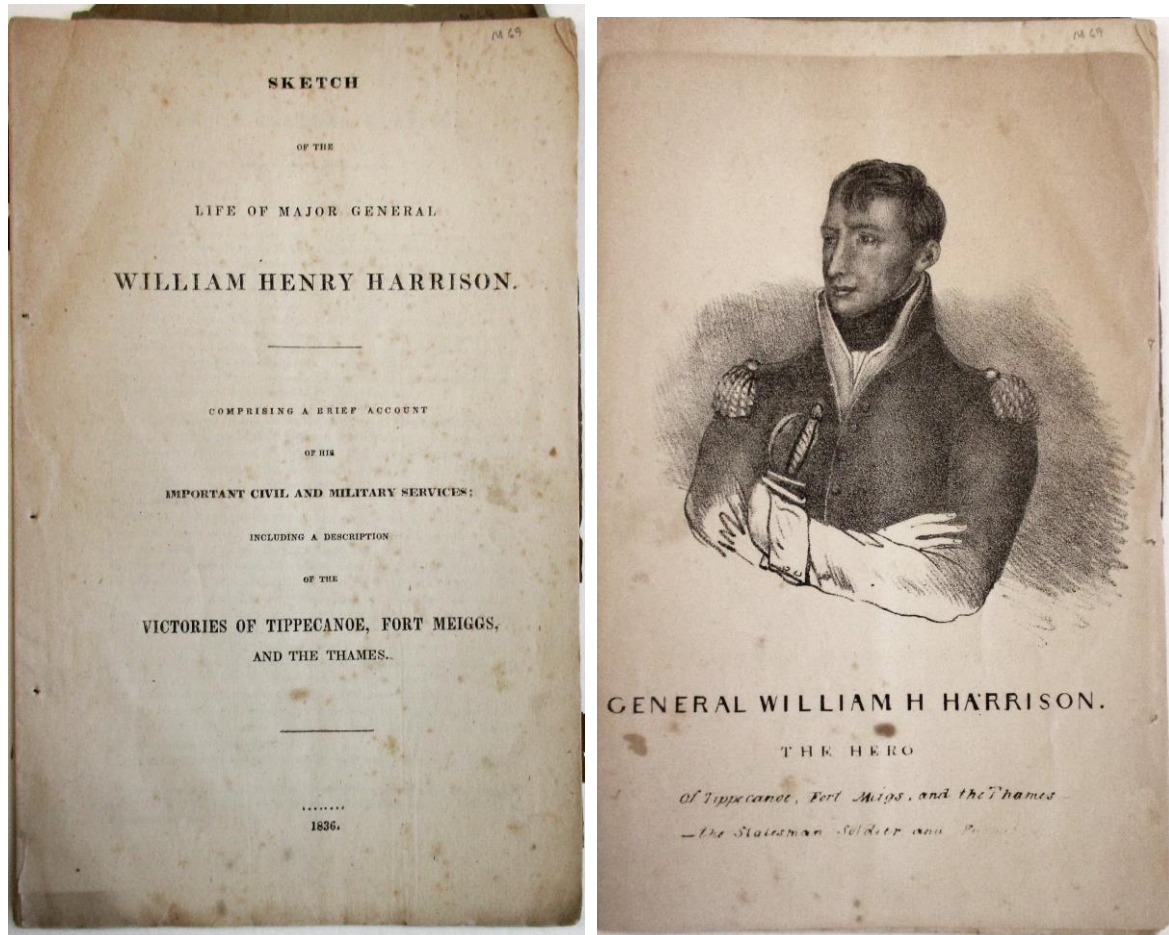 M 69
SKETCH
OF THE
LIFE OF MAJOR GENERAL
WILLIAM HENRY HARRISON.
COMPRISING A BRIEF ACCOUNT
OF HIS
IMPORTANT CIVIL AND MILITARY SERVICES;
INCLUDING A DESCRIPTION
OF THE
VICTORIES OF TIPPECANOE, FORT MEIGGS,
AND THE THAMES.
........
1836.
M 69
GENERAL WILLIAM H HARRISON.
THE HERO
Of Tippecanoe, Fort Meigs, and the Thames
—the Statesman Soldier and